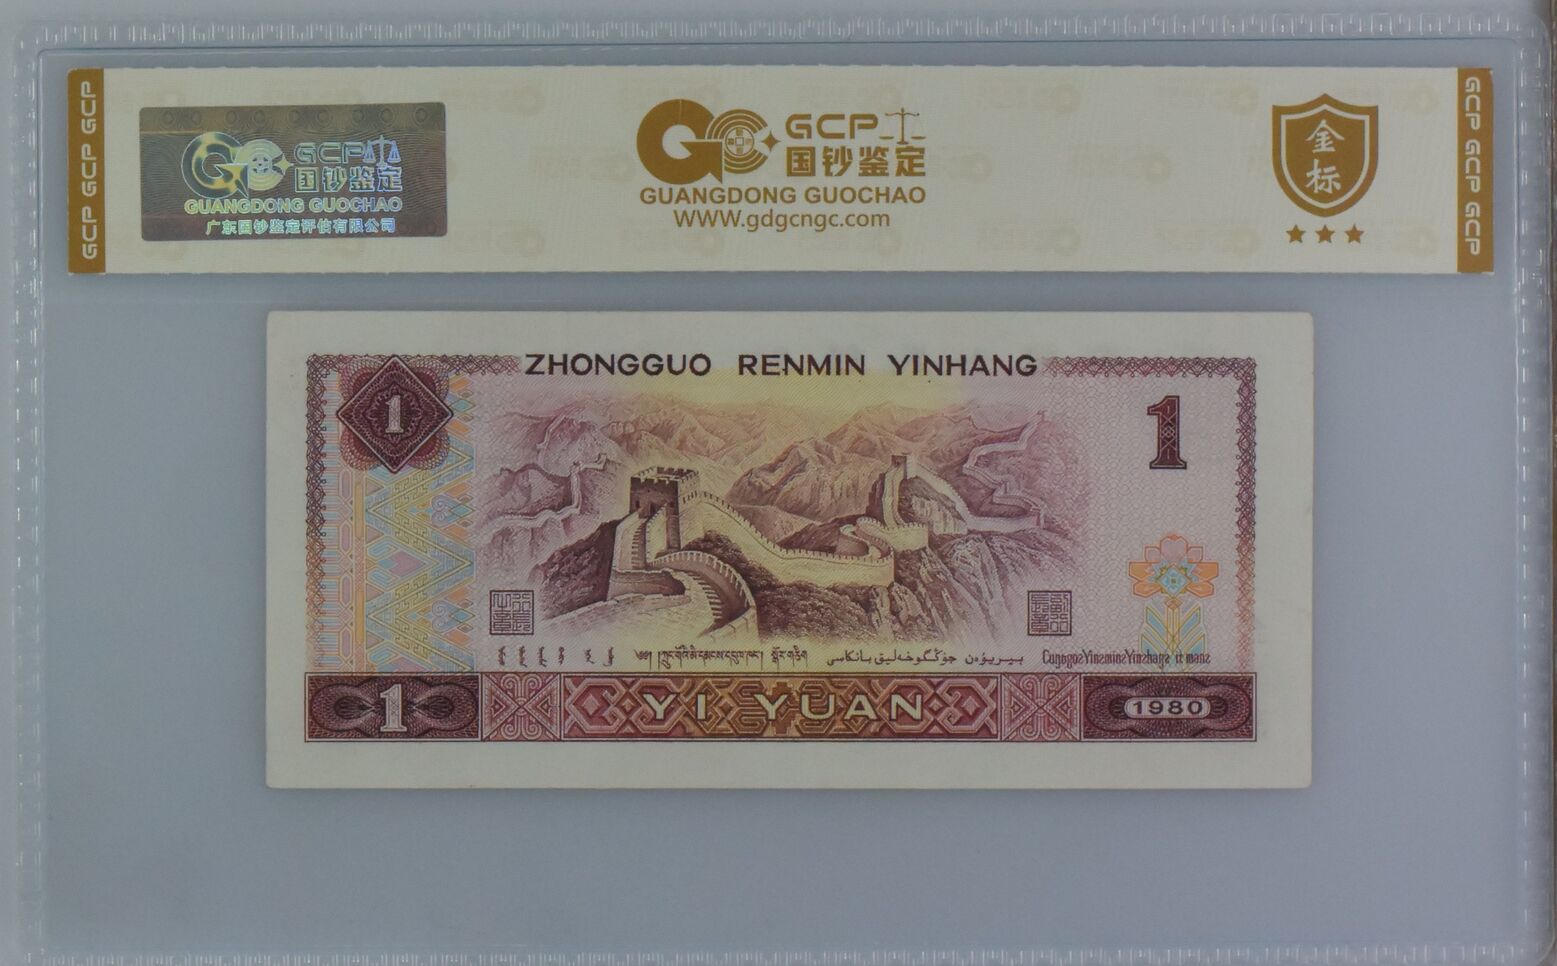 GCP GCP GCP
GCP
国钞鉴定
GUANGDONG GUOCHAO
广东国钞鉴定评估有限公司
GCP
国钞鉴定
GUANGDONG GUOCHAO
WWW.gdgcngc.com
金标
GCP GCP GCP
ZHONGGUO RENMIN YINHANG
1
1
1
YI YUAN
1980